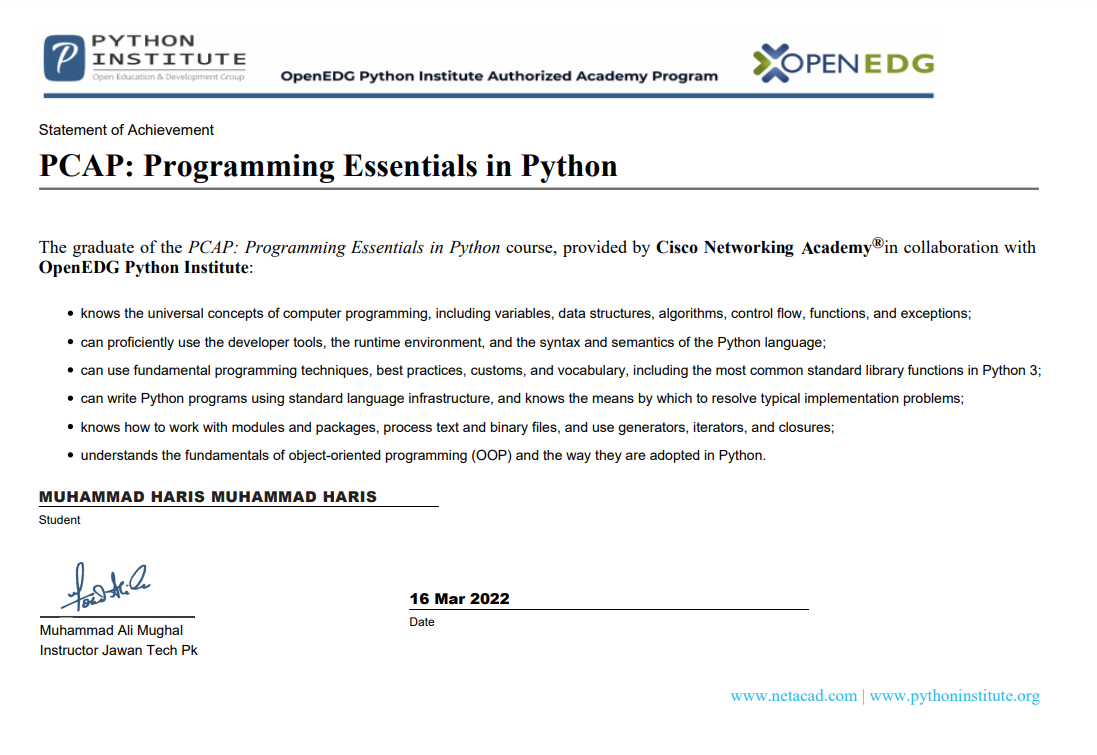 PYTHON
INSTITUTE
Open Education & Development Group
OpenEDG Python Institute Authorized Academy Program
OPENEDG
Statement of Achievement
PCAP: Programming Essentials in Python
The graduate of the PCAP: Programming Essentials in Python course, provided by Cisco Networking Academy®in collaboration with
OpenEDG Python Institute:
• knows the universal concepts of computer programming, including variables, data structures, algorithms, control flow, functions, and exceptions;
• can proficiently use the developer tools, the runtime environment, and the syntax and semantics of the Python language;
• can use fundamental programming techniques, best practices, customs, and vocabulary, including the most common standard library functions in Python 3;
• can write Python programs using standard language infrastructure, and knows the means by which to resolve typical implementation problems;
• knows how to work with modules and packages, process text and binary files, and use generators, iterators, and closures;
• understands the fundamentals of object-oriented programming (OOP) and the way they are adopted in Python.
MUHAMMAD HARIS MUHAMMAD HARIS
Student
16 Mar 2022
Date
Muhammad Ali Mughal
Instructor Jawan Tech Pk
www.netacad.com | www.pythoninstitute.org